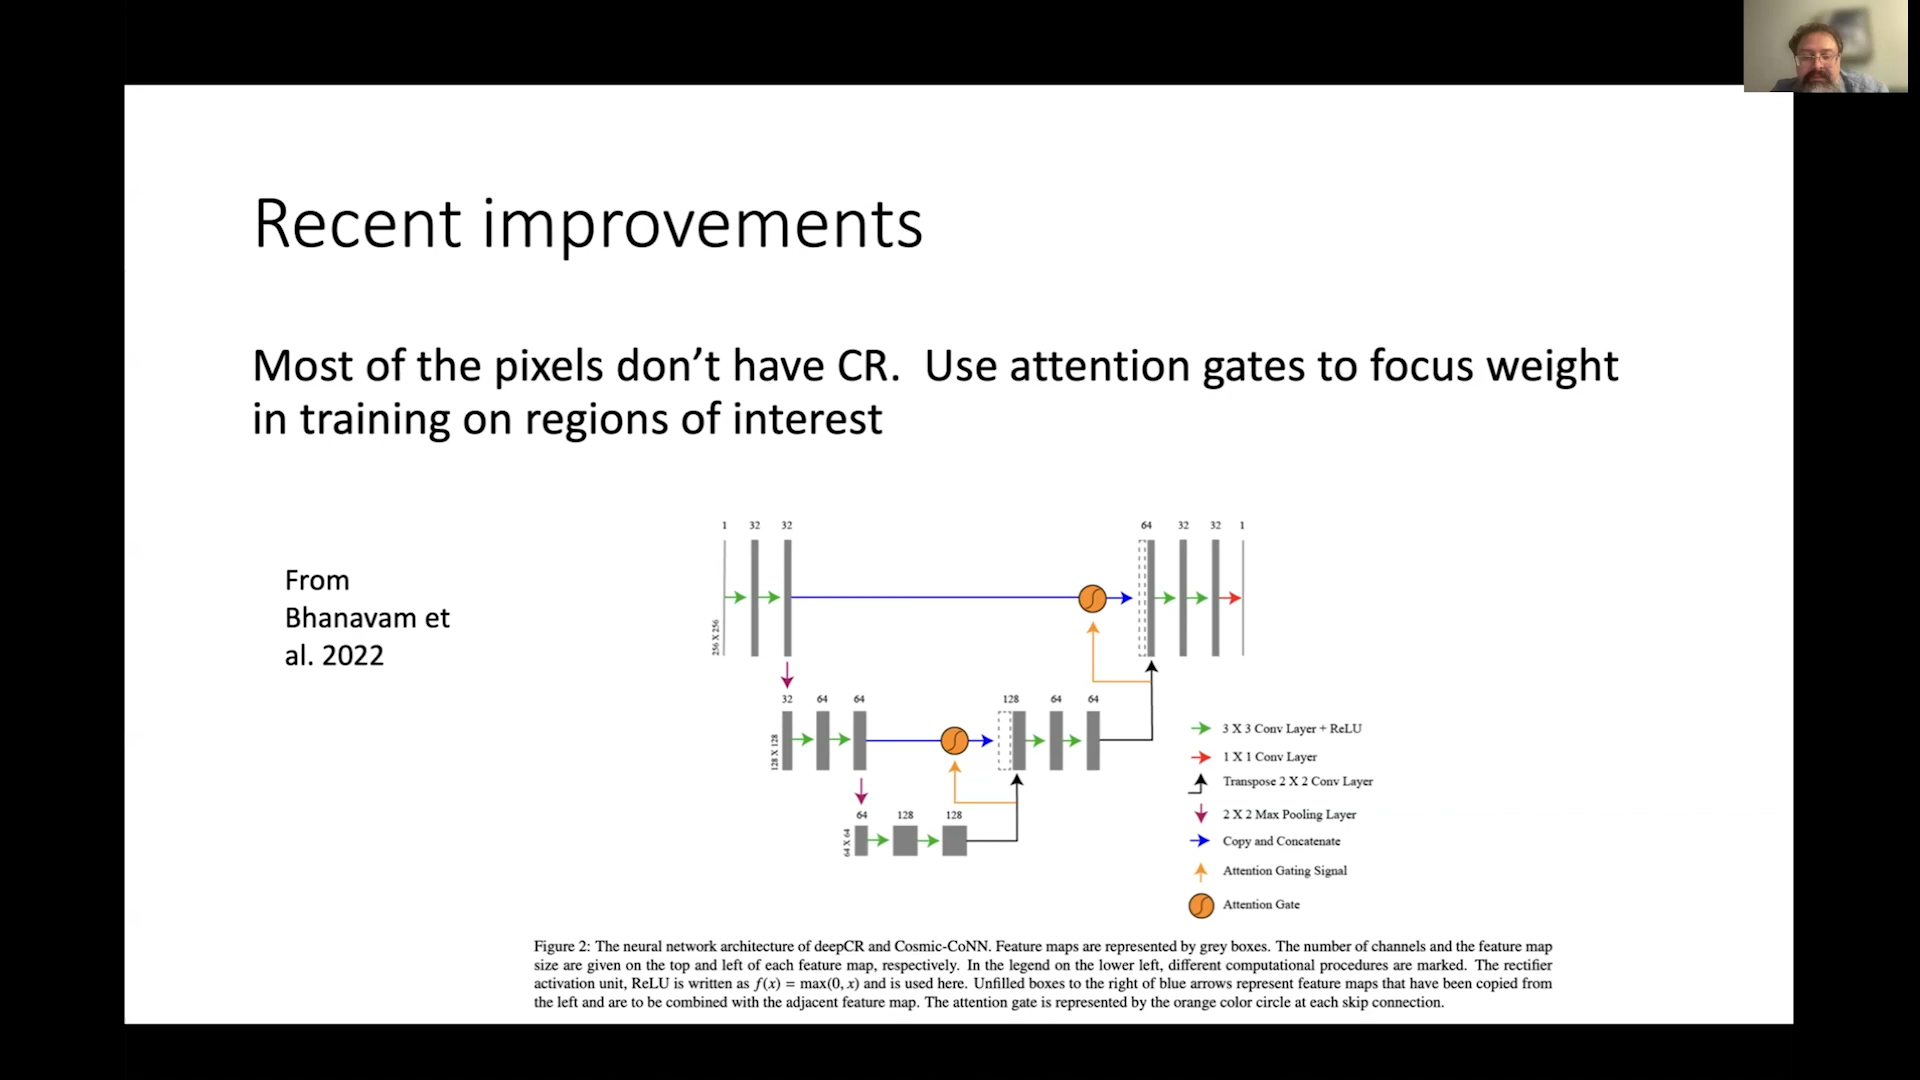 Recent improvements
Most of the pixels don’t have CR.  Use attention gates to focus weight
in training on regions of interest
From
Bhanavam et
al. 2022
1 32 32
64 32 32 1
256 X 256
32 64 64
128 64 64
128 X 128
64 128 128
64 X 64
3 X 3 Conv Layer + ReLU
1 X 1 Conv Layer
Transpose 2 X 2 Conv Layer
2 X 2 Max Pooling Layer
Copy and Concatenate
Attention Gating Signal
Attention Gate
Figure 2: The neural network architecture of deepCR and Cosmic-CoNN. Feature maps are represented by grey boxes. The number of channels and the feature map
size are given on the top and left of each feature map, respectively. In the legend on the lower left, different computational procedures are marked. The rectifier
activation unit, ReLU is written as f(x) = max(0, x) and is used here. Unfilled boxes to the right of blue arrows represent feature maps that have been copied from
the left and are to be combined with the adjacent feature map. The attention gate is represented by the orange color circle at each skip connection.